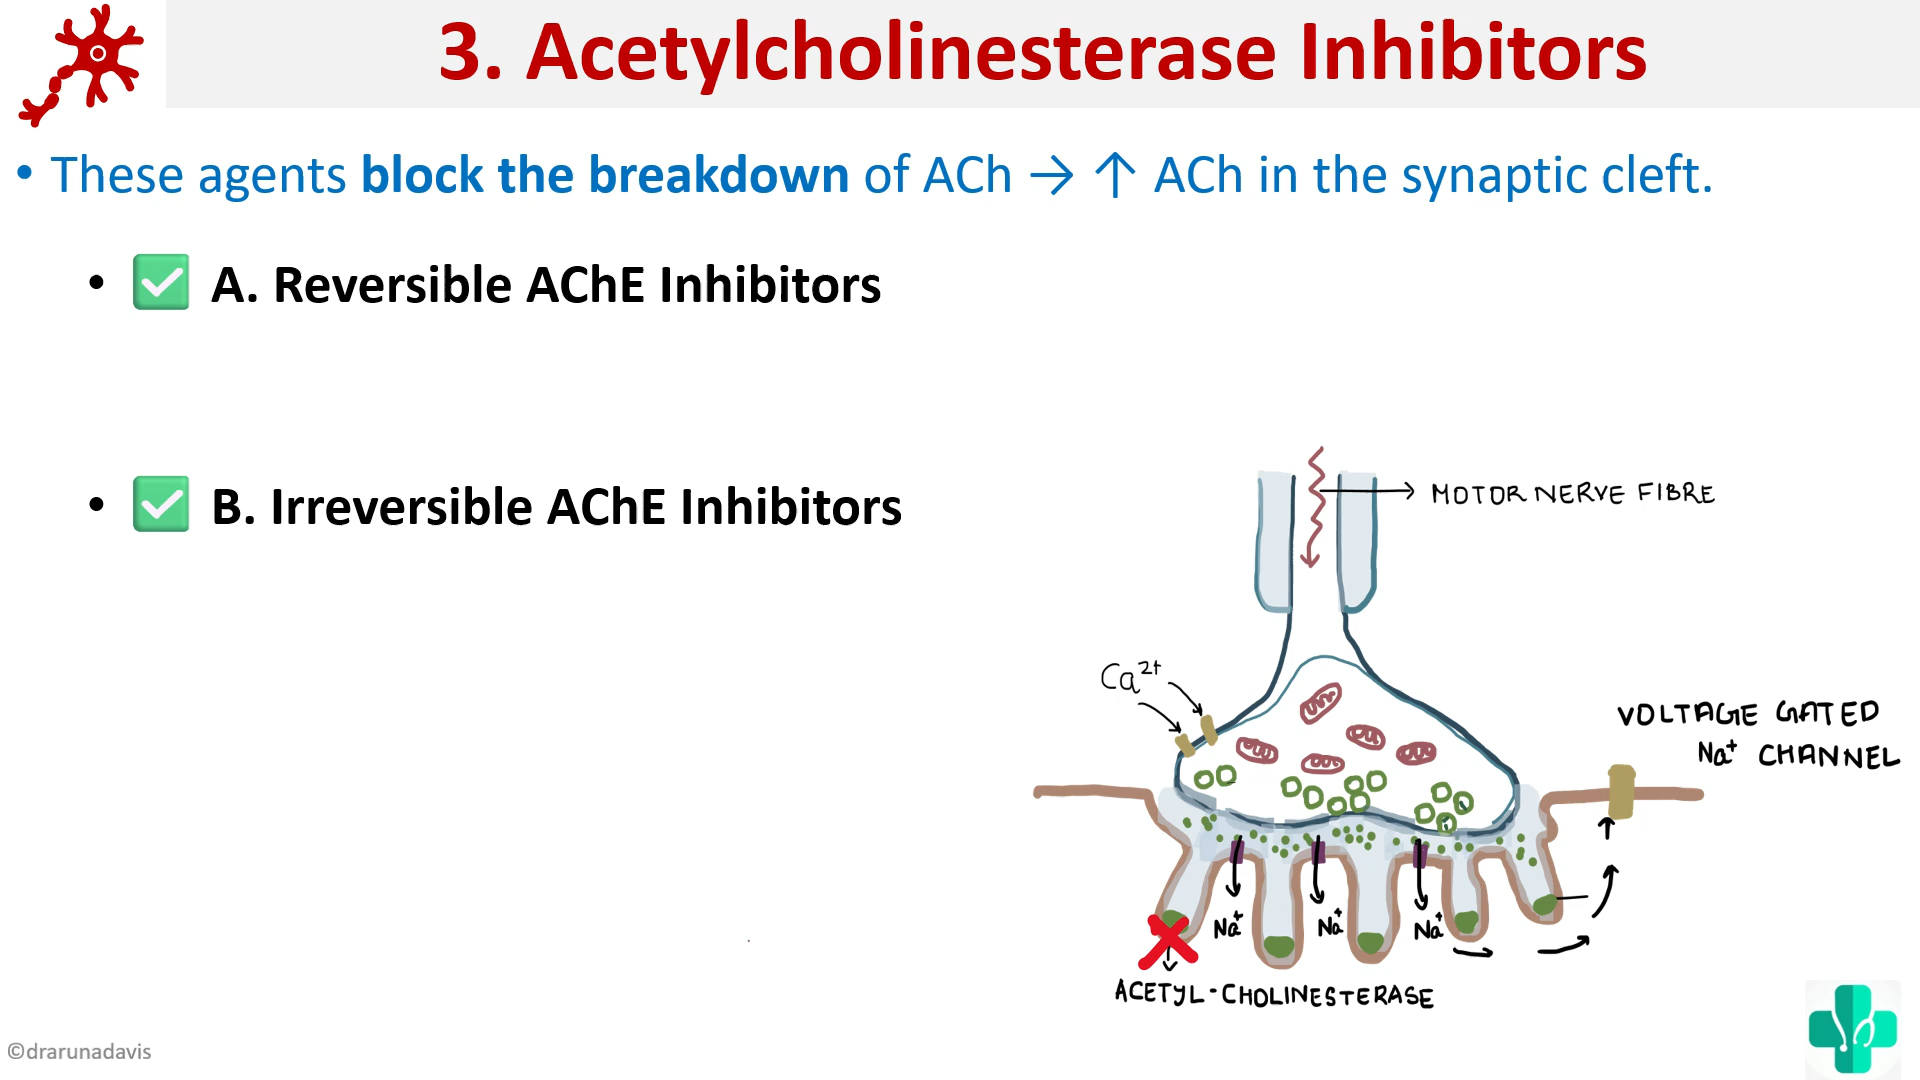 3. Acetylcholinesterase Inhibitors
• These agents block the breakdown of ACh → ↑ ACh in the synaptic cleft.
• ✅ A. Reversible AChE Inhibitors
• ✅ B. Irreversible AChE Inhibitors
MOTOR NERVE FIBRE
Ca²⁺
VOLTAGE GATED
Na⁺ CHANNEL
Na⁺ Na⁺ Na⁺
ACETYL-CHOLINESTERASE
©drarunadavis